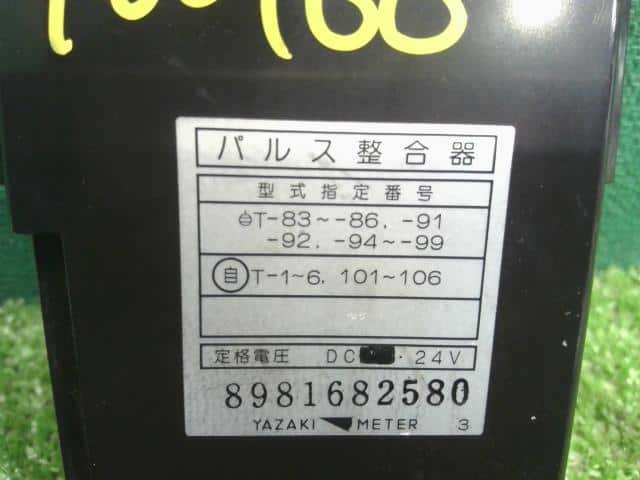 パルス整合器
型式指定番号
T-83~-86, -91
-92, -94~-99
自 T-1~6, 101~106
定格電圧 DC · 24V
8981682580
YAZAKI METER 3